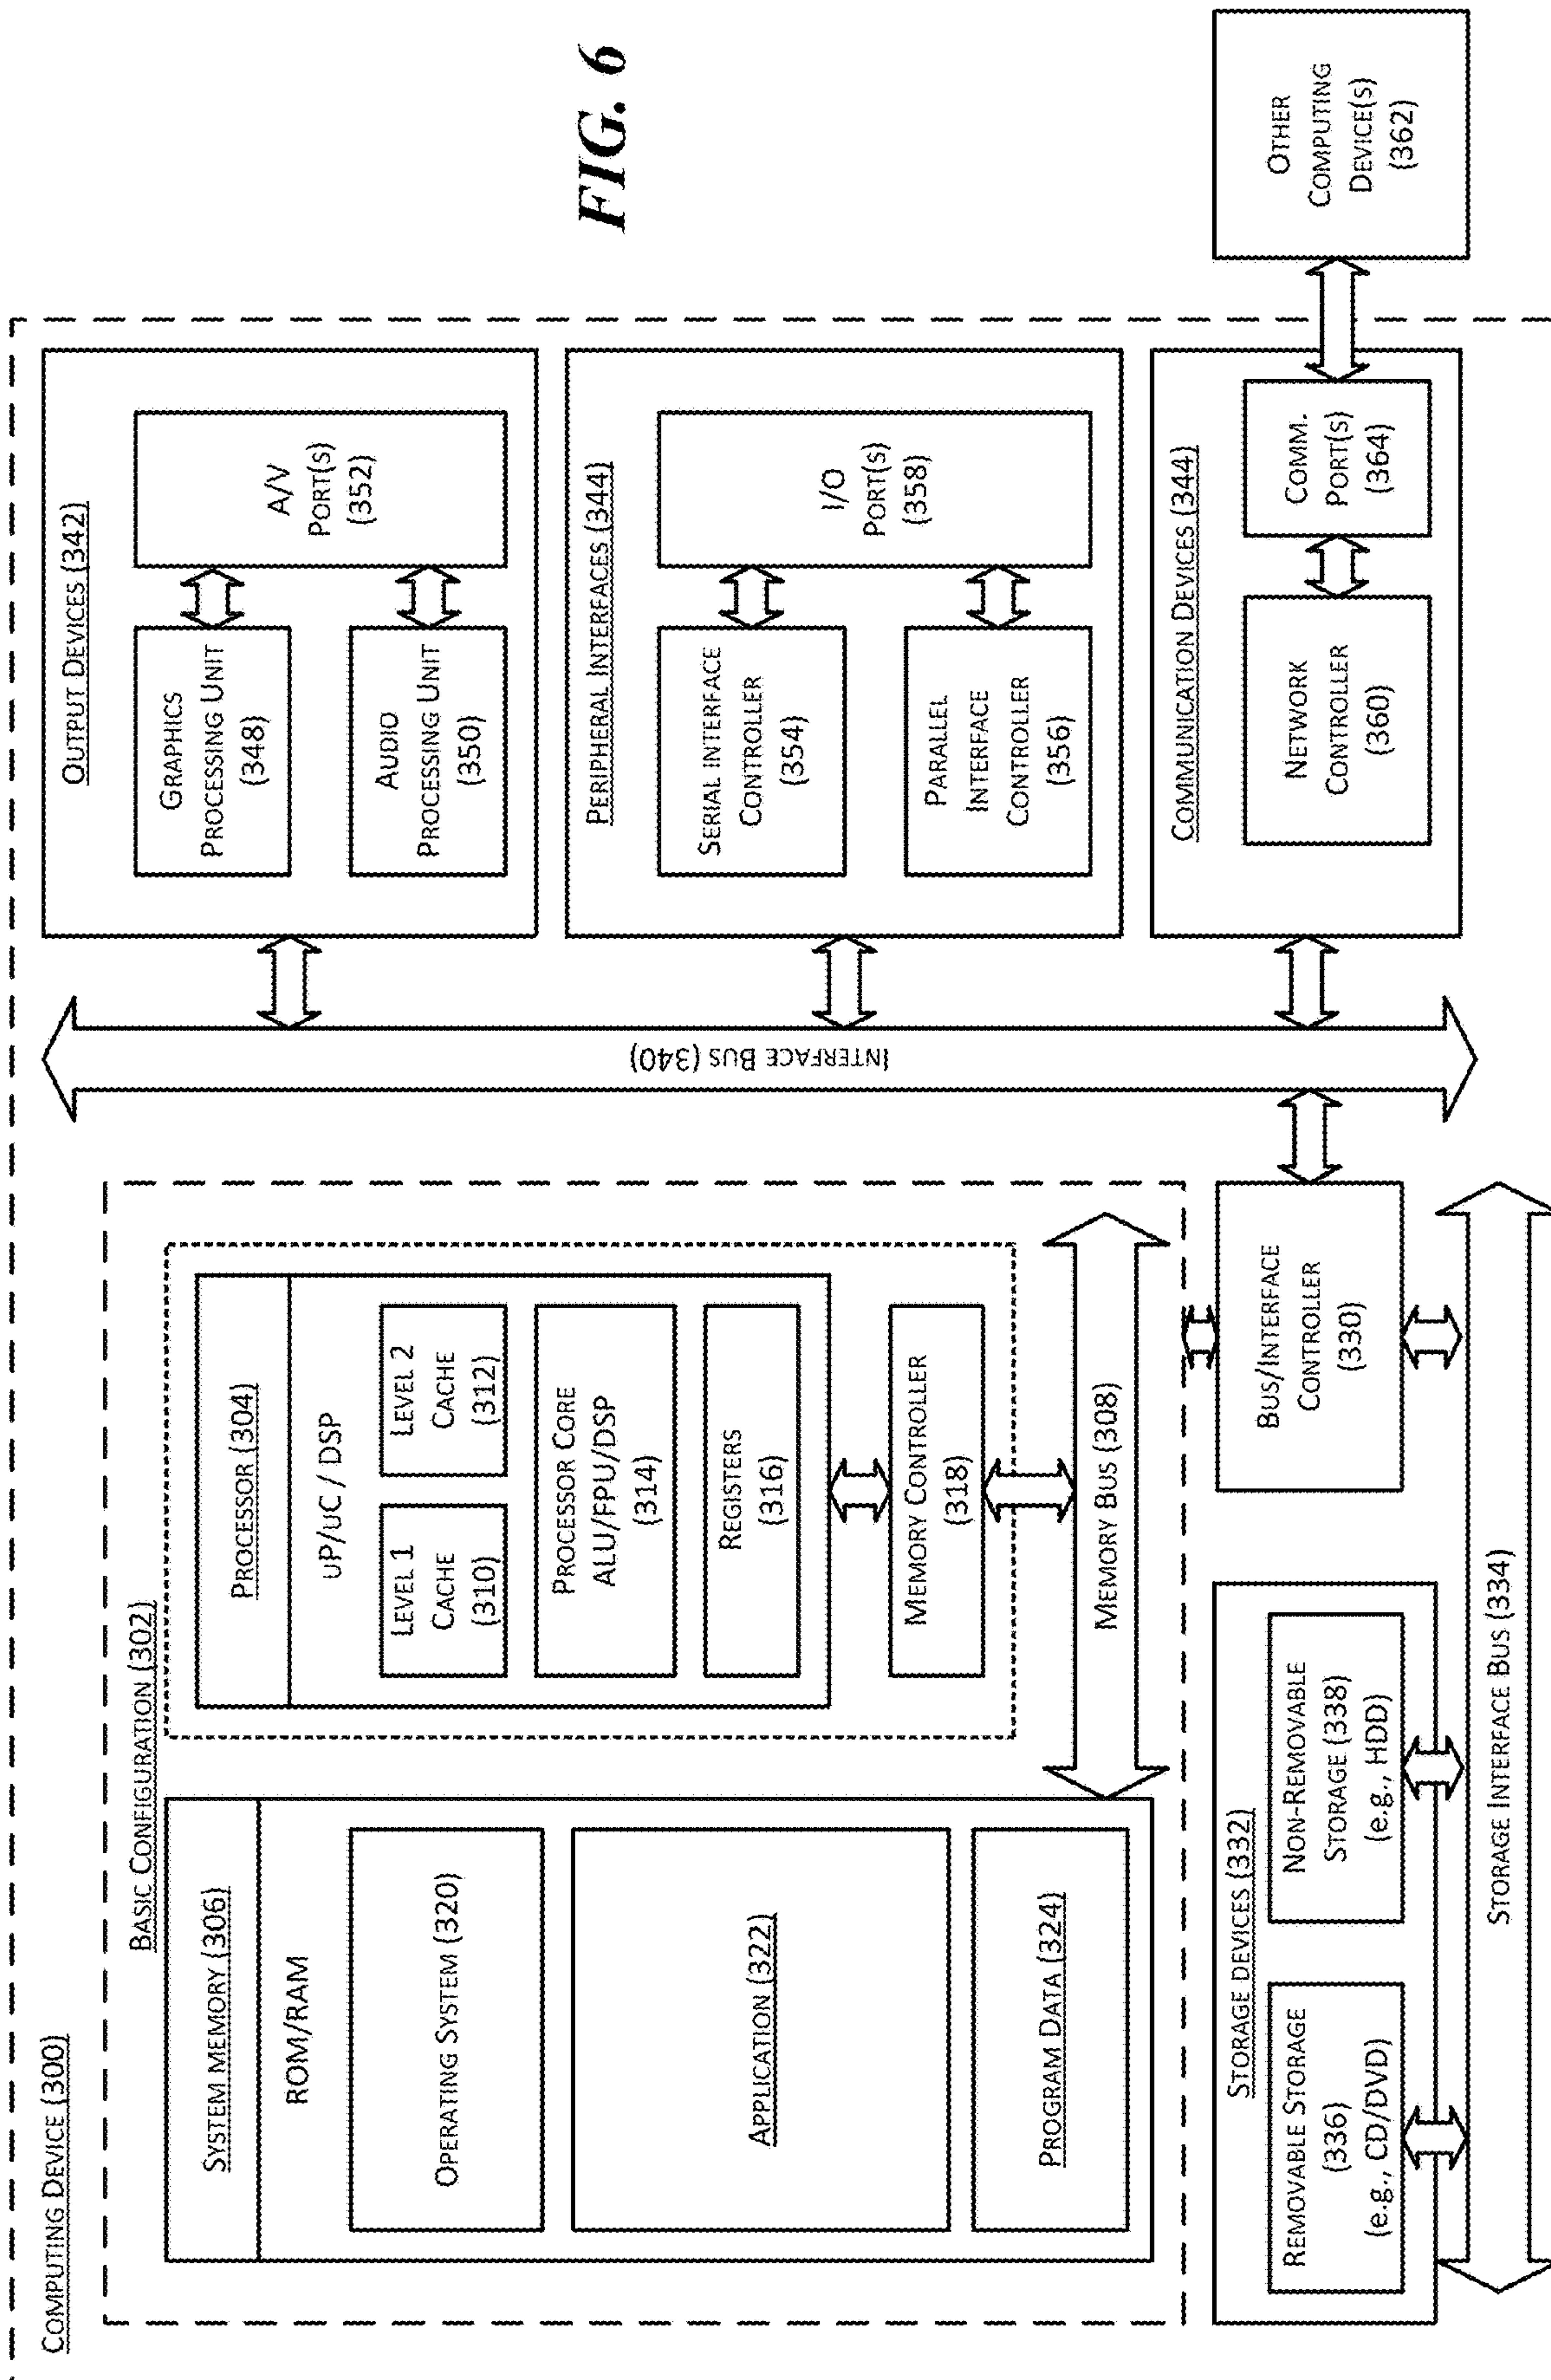 COMPUTING DEVICE (300)
BASIC CONFIGURATION (302)
SYSTEM MEMORY (306)
ROM/RAM
OPERATING SYSTEM (320)
APPLICATION (322)
PROGRAM DATA (324)
PROCESSOR (304)
uP/uC / DSP
LEVEL 1
CACHE
(310)
LEVEL 2
CACHE
(312)
PROCESSOR CORE
ALU/FPU/DSP
(314)
REGISTERS
(316)
MEMORY CONTROLLER
(318)
MEMORY BUS (308)
BUS/INTERFACE
CONTROLLER
(330)
STORAGE DEVICES (332)
REMOVABLE STORAGE
(336)
(e.g., CD/DVD)
NON-REMOVABLE
STORAGE (338)
(e.g., HDD)
STORAGE INTERFACE BUS (334)
INTERFACE BUS (340)
OUTPUT DEVICES (342)
GRAPHICS
PROCESSING UNIT
(348)
AUDIO
PROCESSING UNIT
(350)
A/V
PORT(S)
(352)
PERIPHERAL INTERFACES (344)
SERIAL INTERFACE
CONTROLLER
(354)
PARALLEL
INTERFACE
CONTROLLER
(356)
I/O
PORT(S)
(358)
COMMUNICATION DEVICES (344)
NETWORK
CONTROLLER
(360)
COMM.
PORT(S)
(364)
OTHER
COMPUTING
DEVICE(S)
(362)
FIG. 6